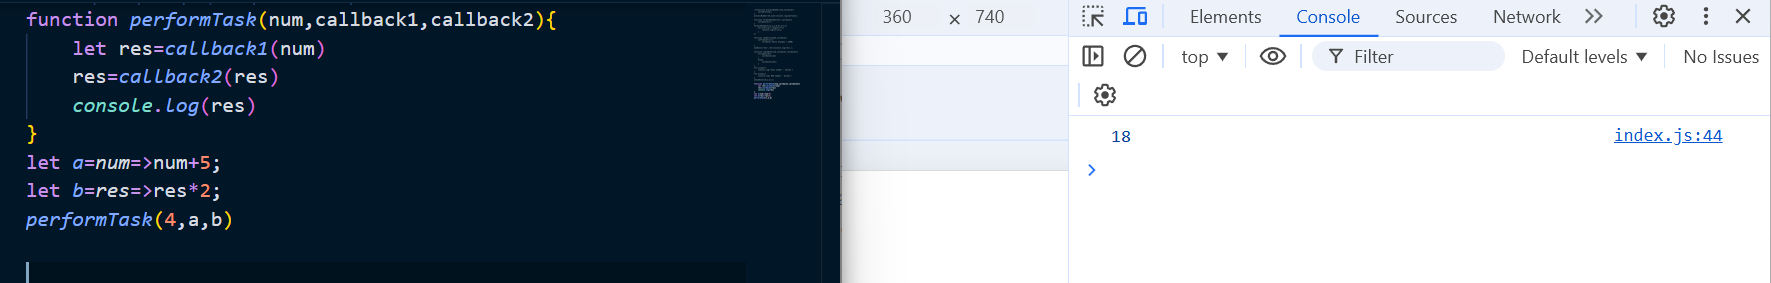 function performTask(num,callback1,callback2){
let res=callback1(num)
res=callback2(res)
console.log(res)
}
let a=num=>num+5;
let b=res=>res*2;
performTask(4,a,b)
360 × 740
Elements Console Sources Network
top Filter Default levels No Issues
18 index.js:44